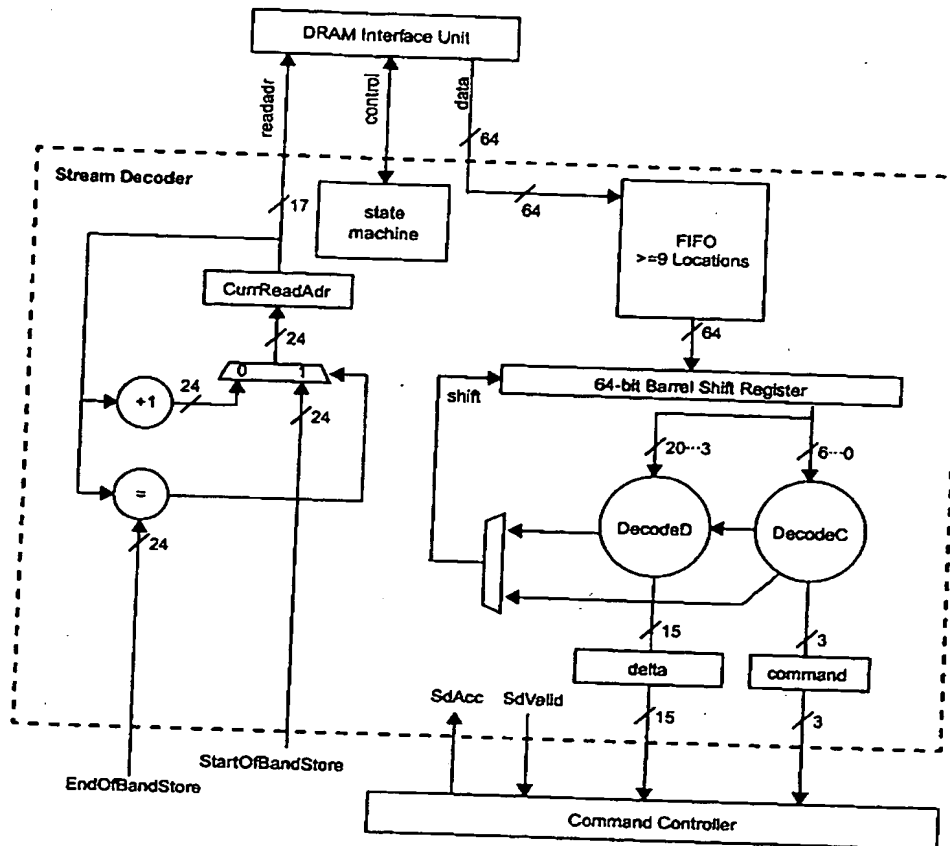 DRAM Interface Unit
readadr
control
data
64
Stream Decoder
17
state
machine
64
FIFO
>=9 Locations
CurrReadAdr
24
64
0 1
64-bit Barrel Shift Register
shift
+1
24
24
20···3
6···0
=
DecodeD
DecodeC
24
15
3
delta
command
SdAcc
SdValid
15
3
StartOfBandStore
EndOfBandStore
Command Controller